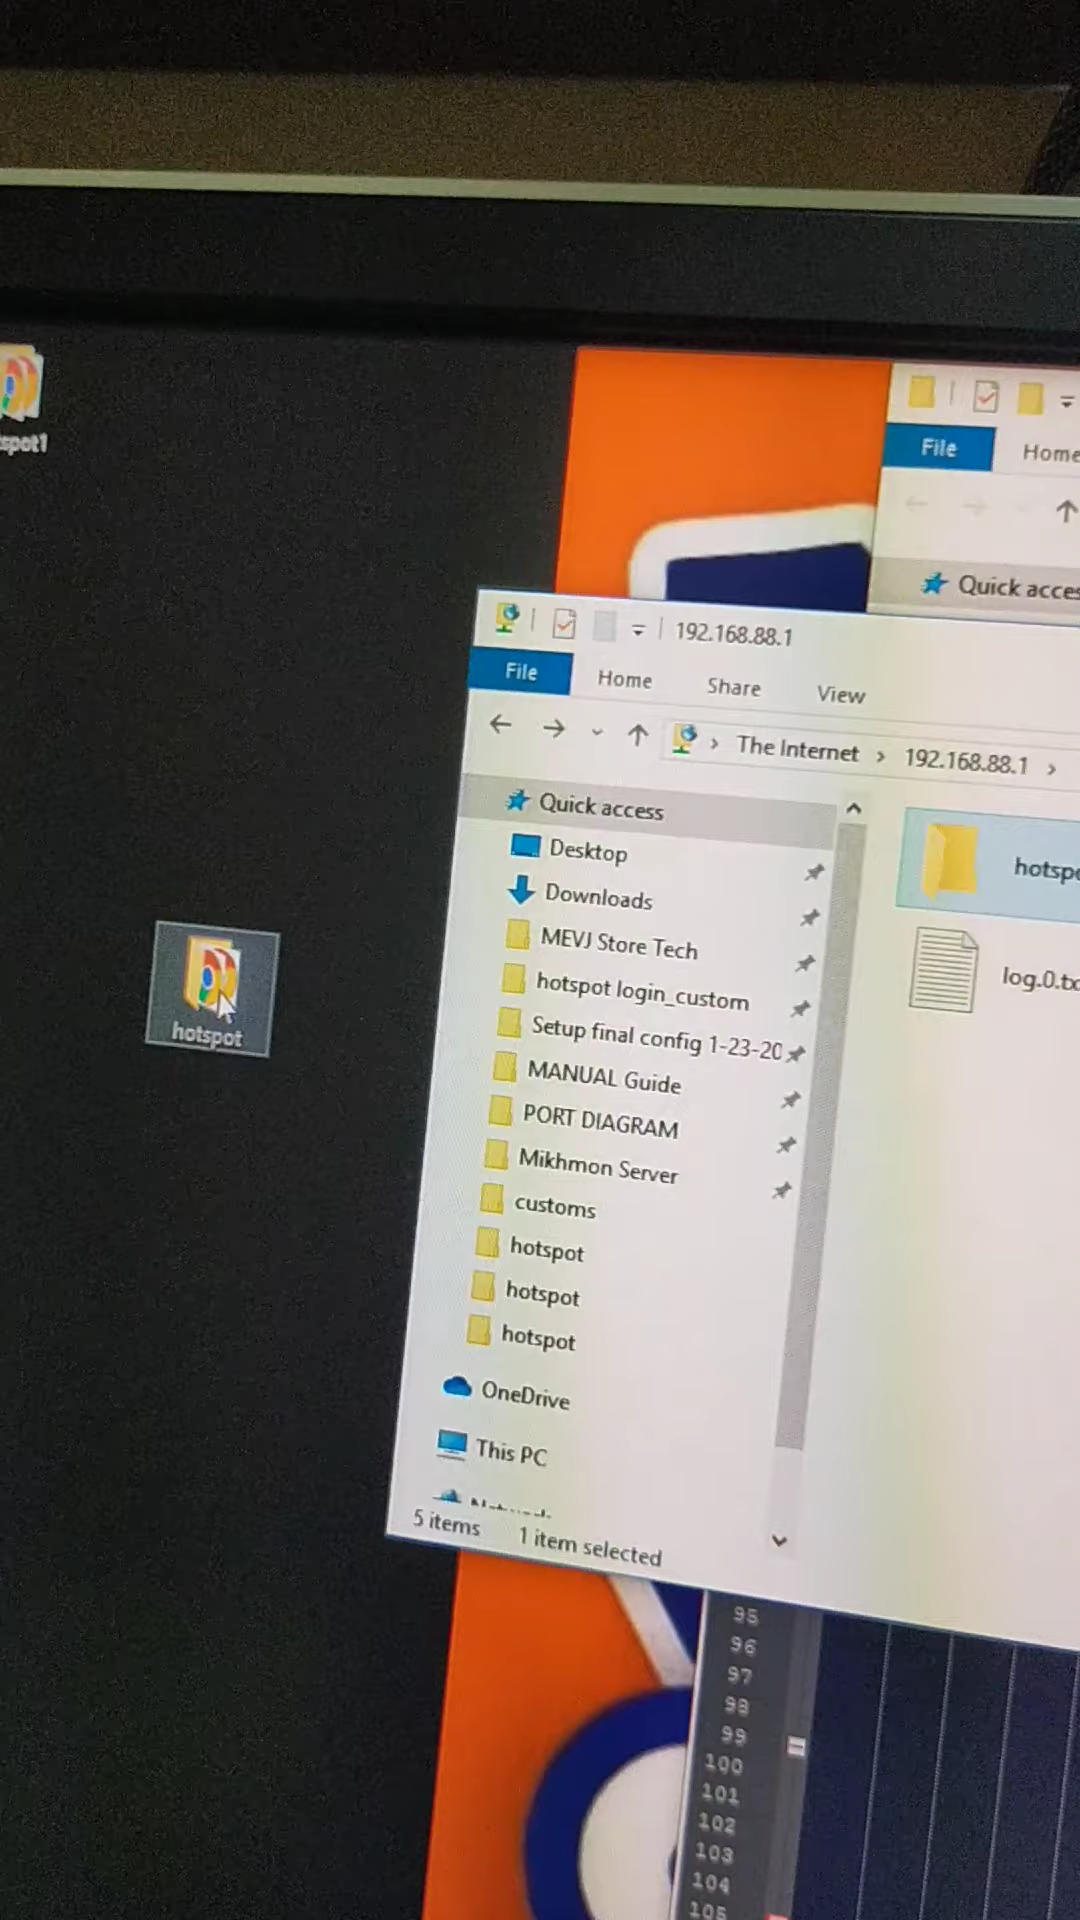 spot1
File
Home
Quick acces
192.168.88.1
File
Home
Share
View
The Internet
192.168.88.1
Quick access
Desktop
Downloads
MEVJ Store Tech
hotspot login_custom
Setup final config 1-23-20
MANUAL Guide
PORT DIAGRAM
Mikhmon Server
customs
hotspot
hotspot
hotspot
OneDrive
This PC
5 items
1 item selected
hotspo
log.0.tx
hotspot
95
96
97
98
99
100
101
102
103
104
105